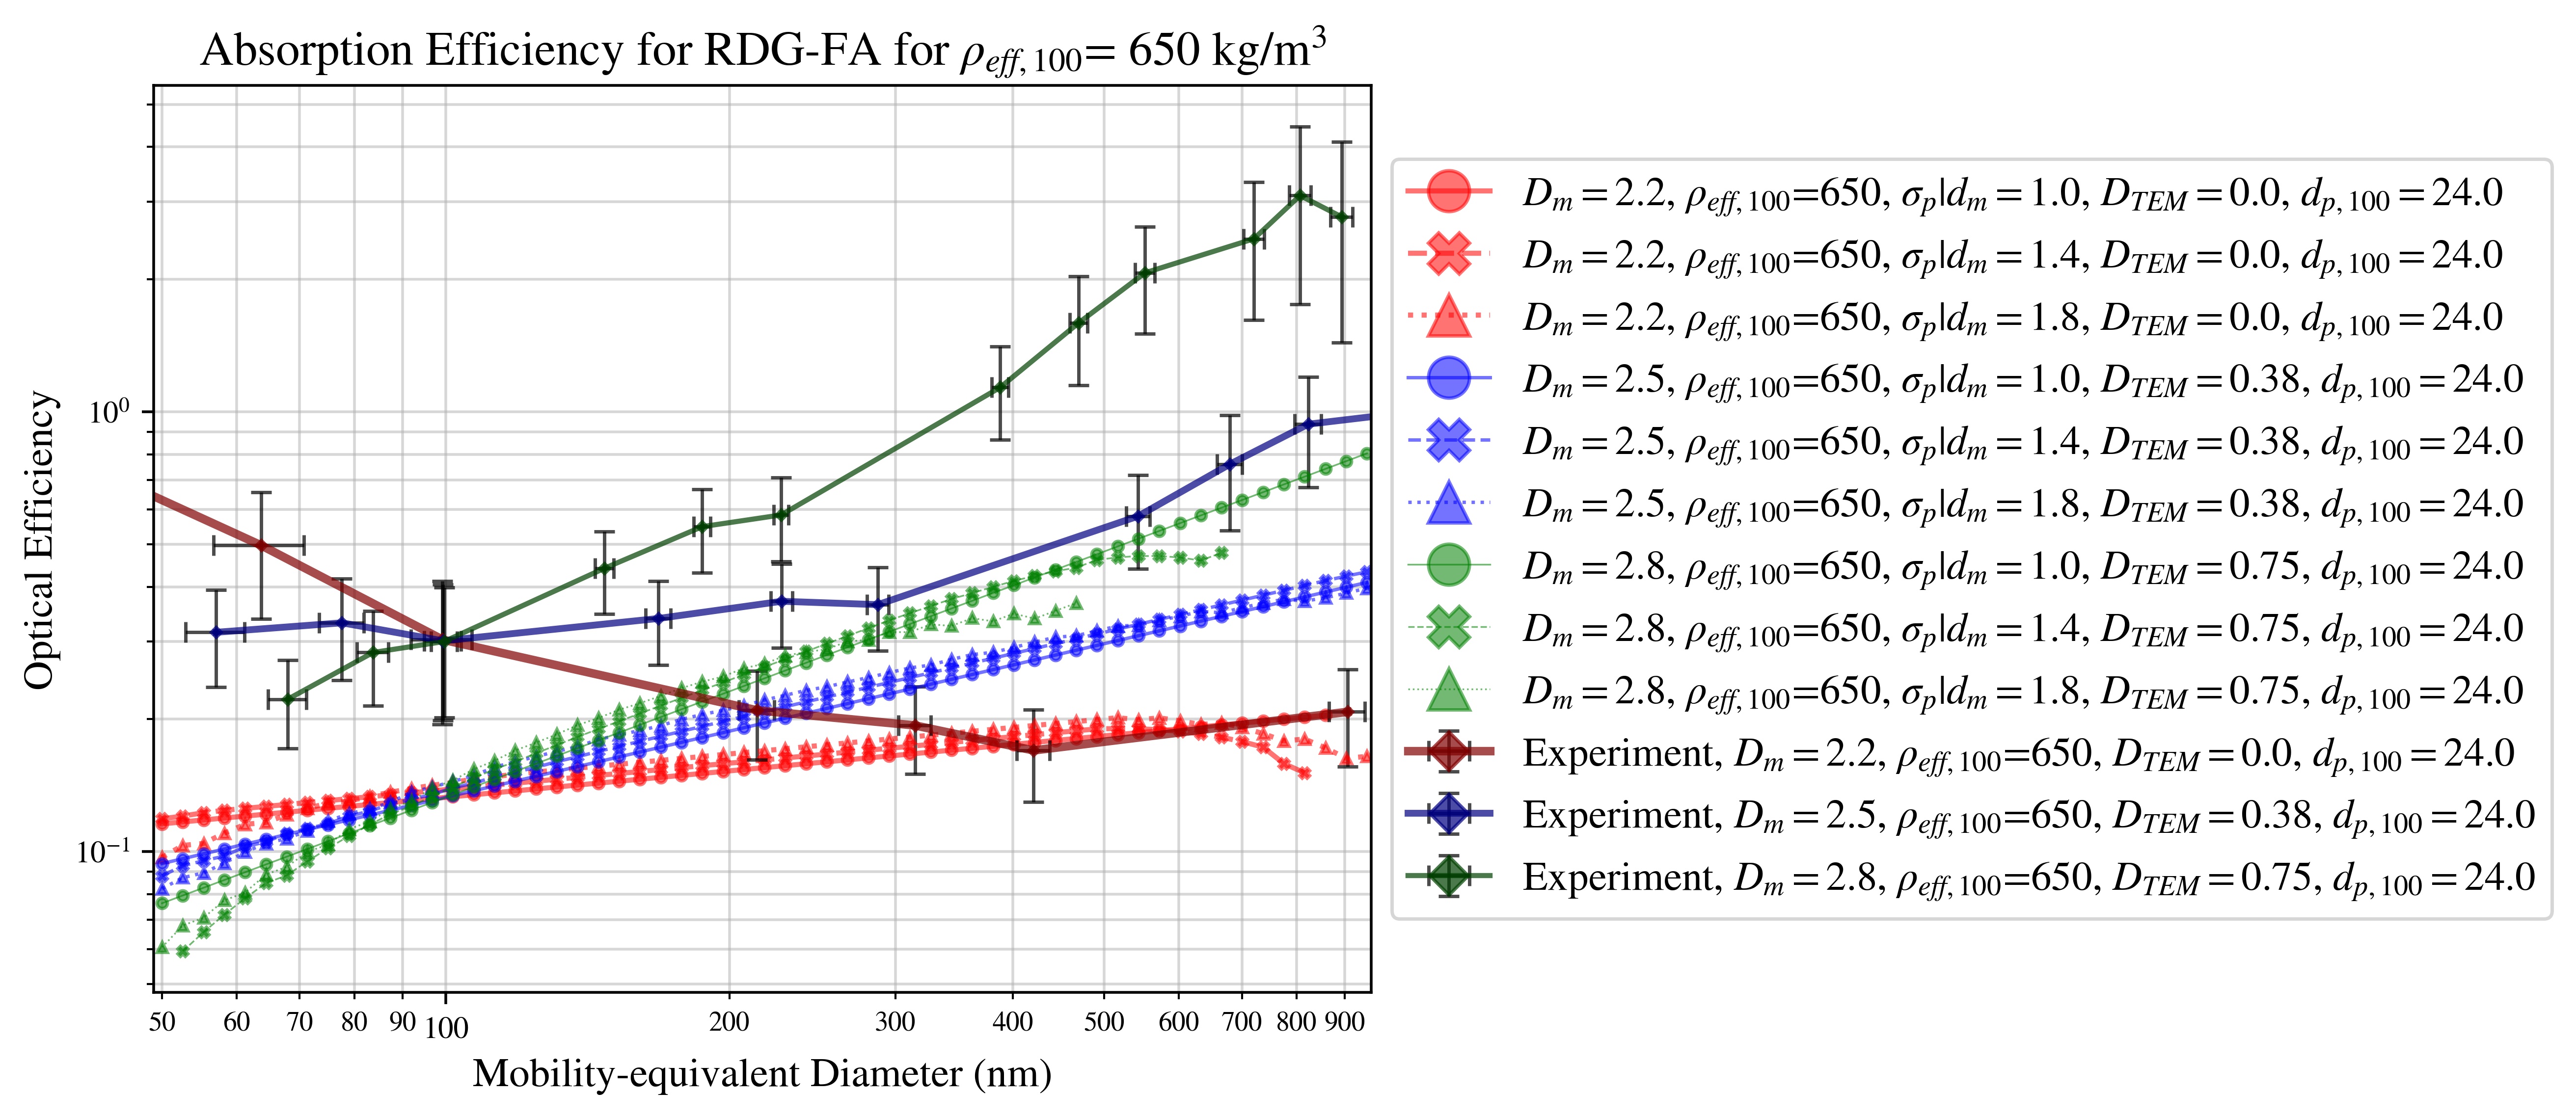 Absorption Efficiency for RDG-FA for ρeff,100= 650 kg/m³
Optical Efficiency
10⁰
10⁻¹
50 60 70 80 90 100 200 300 400 500 600 700 800 900
Mobility-equivalent Diameter (nm)
Dm = 2.2, ρeff,100=650, σp|dm = 1.0, DTEM = 0.0, dp,100 = 24.0
Dm = 2.2, ρeff,100=650, σp|dm = 1.4, DTEM = 0.0, dp,100 = 24.0
Dm = 2.2, ρeff,100=650, σp|dm = 1.8, DTEM = 0.0, dp,100 = 24.0
Dm = 2.5, ρeff,100=650, σp|dm = 1.0, DTEM = 0.38, dp,100 = 24.0
Dm = 2.5, ρeff,100=650, σp|dm = 1.4, DTEM = 0.38, dp,100 = 24.0
Dm = 2.5, ρeff,100=650, σp|dm = 1.8, DTEM = 0.38, dp,100 = 24.0
Dm = 2.8, ρeff,100=650, σp|dm = 1.0, DTEM = 0.75, dp,100 = 24.0
Dm = 2.8, ρeff,100=650, σp|dm = 1.4, DTEM = 0.75, dp,100 = 24.0
Dm = 2.8, ρeff,100=650, σp|dm = 1.8, DTEM = 0.75, dp,100 = 24.0
Experiment, Dm = 2.2, ρeff,100=650, DTEM = 0.0, dp,100 = 24.0
Experiment, Dm = 2.5, ρeff,100=650, DTEM = 0.38, dp,100 = 24.0
Experiment, Dm = 2.8, ρeff,100=650, DTEM = 0.75, dp,100 = 24.0